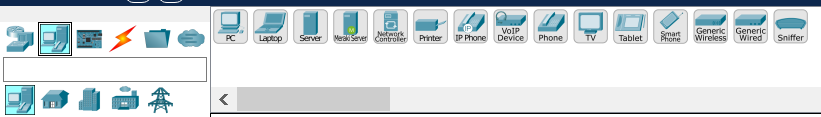 PC Laptop Server Meraki Server Network Controller Printer IP Phone VoIP Device Phone TV Tablet Smart Phone Generic Wireless Generic Wired Sniffer